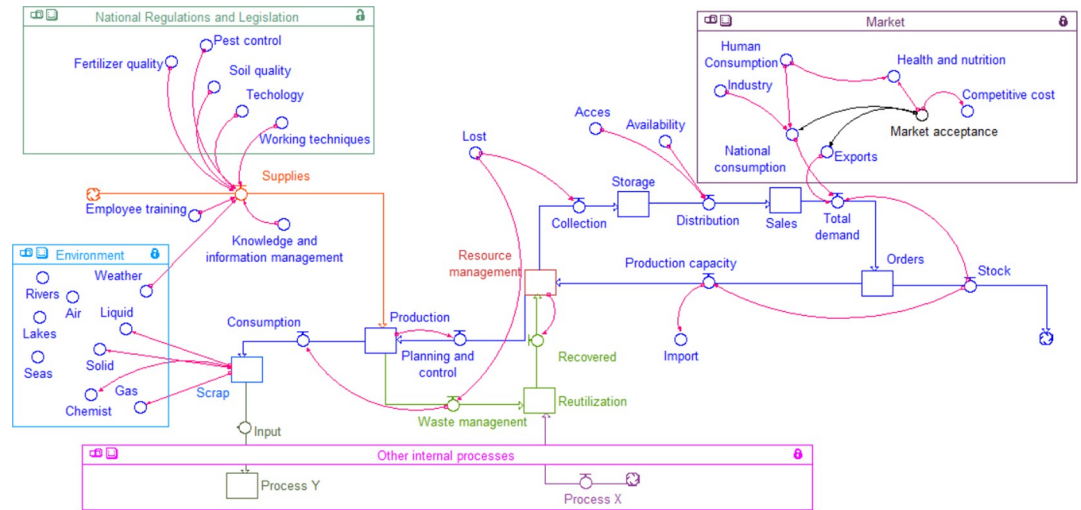 National Regulations and Legislation
Pest control
Fertilizer quality
Soil quality
Techology
Working techniques
Supplies
Employee training
Knowledge and
information management
Environment
Weather
Rivers
Air
Liquid
Lakes
Solid
Seas
Gas
Chemist
Scrap
Consumption
Production
Planning and
control
Waste management
Input
Lost
Resource
management
Recovered
Reutilization
Collection
Storage
Acces
Availability
Distribution
Sales
Total
demand
Production capacity
Import
Orders
Stock
Market
Human
Consumption
Health and nutrition
Industry
Competitive cost
Market acceptance
National
consumption
Exports
Other internal processes
Process Y
Process X